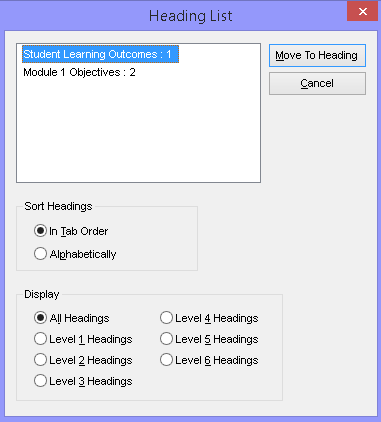 Heading List
Student Learning Outcomes : 1
Module 1 Objectives : 2
Move To Heading
Cancel
Sort Headings
In Tab Order
Alphabetically
Display
All Headings
Level 1 Headings
Level 2 Headings
Level 3 Headings
Level 4 Headings
Level 5 Headings
Level 6 Headings